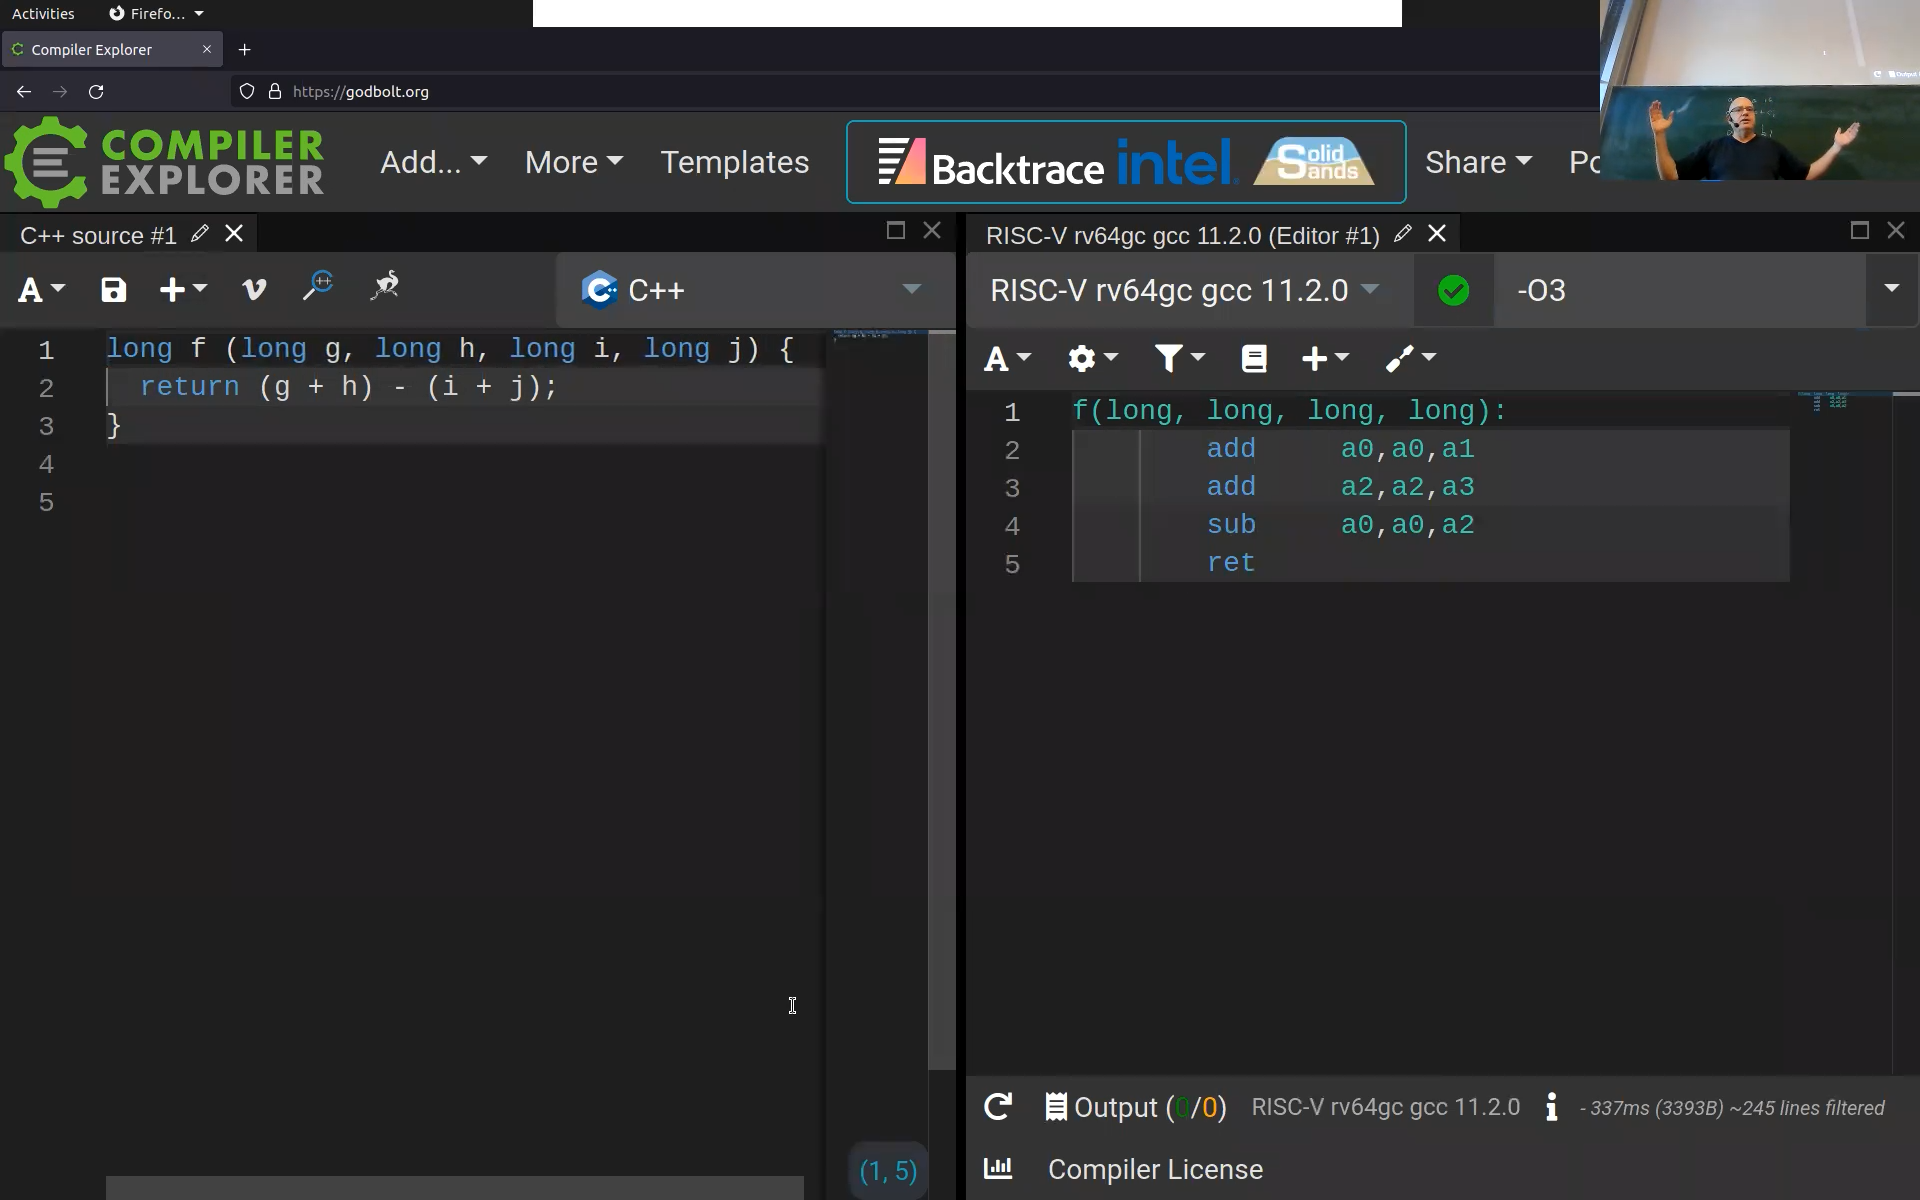 Activities Firefo...
Compiler Explorer
https://godbolt.org
COMPILER EXPLORER Add... More Templates Backtrace intel Solid Sands Share Po
C++ source #1
A C++
1 long f (long g, long h, long i, long j) {
2   return (g + h) - (i + j);
3 }
4
5
(1, 5)
RISC-V rv64gc gcc 11.2.0 (Editor #1)
RISC-V rv64gc gcc 11.2.0 -O3
A
1 f(long, long, long, long):
2         add     a0,a0,a1
3         add     a2,a2,a3
4         sub     a0,a0,a2
5         ret
Output (0/0) RISC-V rv64gc gcc 11.2.0 - 337ms (3393B) ~245 lines filtered
Compiler License